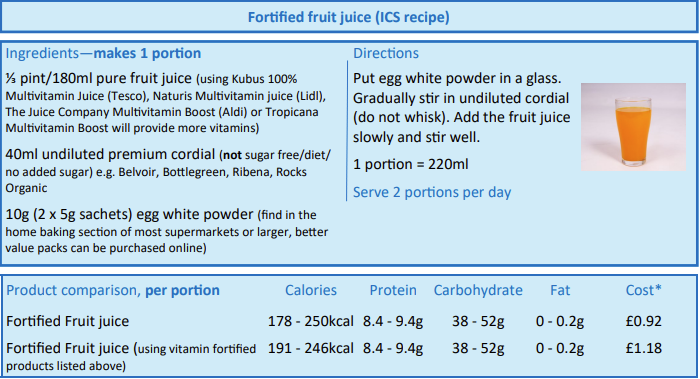 Fortified fruit juice (ICS recipe)
Ingredients—makes 1 portion
⅓ pint/180ml pure fruit juice (using Kubus 100%
Multivitamin Juice (Tesco), Naturis Multivitamin juice (Lidl),
The Juice Company Multivitamin Boost (Aldi) or Tropicana
Multivitamin Boost will provide more vitamins)
40ml undiluted premium cordial (not sugar free/diet/
no added sugar) e.g. Belvoir, Bottlegreen, Ribena, Rocks
Organic
10g (2 x 5g sachets) egg white powder (find in the
home baking section of most supermarkets or larger, better
value packs can be purchased online)
Directions
Put egg white powder in a glass.
Gradually stir in undiluted cordial
(do not whisk). Add the fruit juice
slowly and stir well.
1 portion = 220ml
Serve 2 portions per day
Product comparison, per portion Calories Protein Carbohydrate Fat Cost*
Fortified Fruit juice 178 - 250kcal 8.4 - 9.4g 38 - 52g 0 - 0.2g £0.92
Fortified Fruit juice (using vitamin fortified 191 - 246kcal 8.4 - 9.4g 38 - 52g 0 - 0.2g £1.18
products listed above)